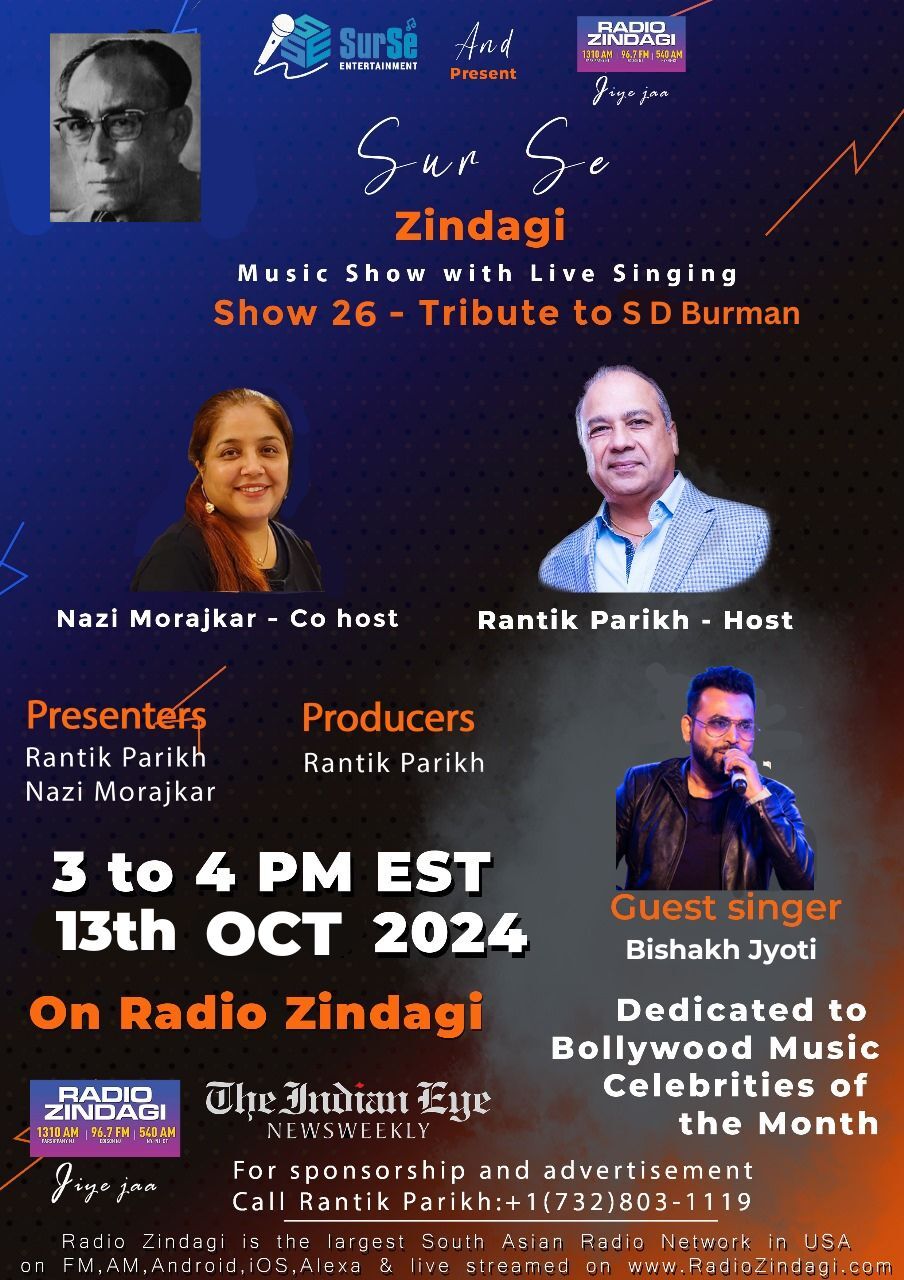 SurSe
ENTERTAINMENT
And
Present
RADIO
ZINDAGI
1310 AM | 96.7 FM | 540 AM
Jiye jaa
Sur Se
Zindagi
Music Show with Live Singing
Show 26 - Tribute to S D Burman
Nazi Morajkar - Co host
Rantik Parikh - Host
Presenters
Rantik Parikh
Nazi Morajkar
Producers
Rantik Parikh
3 to 4 PM EST
13th OCT 2024
On Radio Zindagi
Guest singer
Bishakh Jyoti
Dedicated to
Bollywood Music
Celebrities of
the Month
RADIO
ZINDAGI
1310 AM | 96.7 FM | 540 AM
Jiye jaa
The Indian Eye
NEWSWEEKLY
For sponsorship and advertisement
Call Rantik Parikh:+1(732)803-1119
Radio Zindagi is the largest South Asian Radio Network in USA
on FM,AM,Android,iOS,Alexa & live streamed on www.RadioZindagi.com